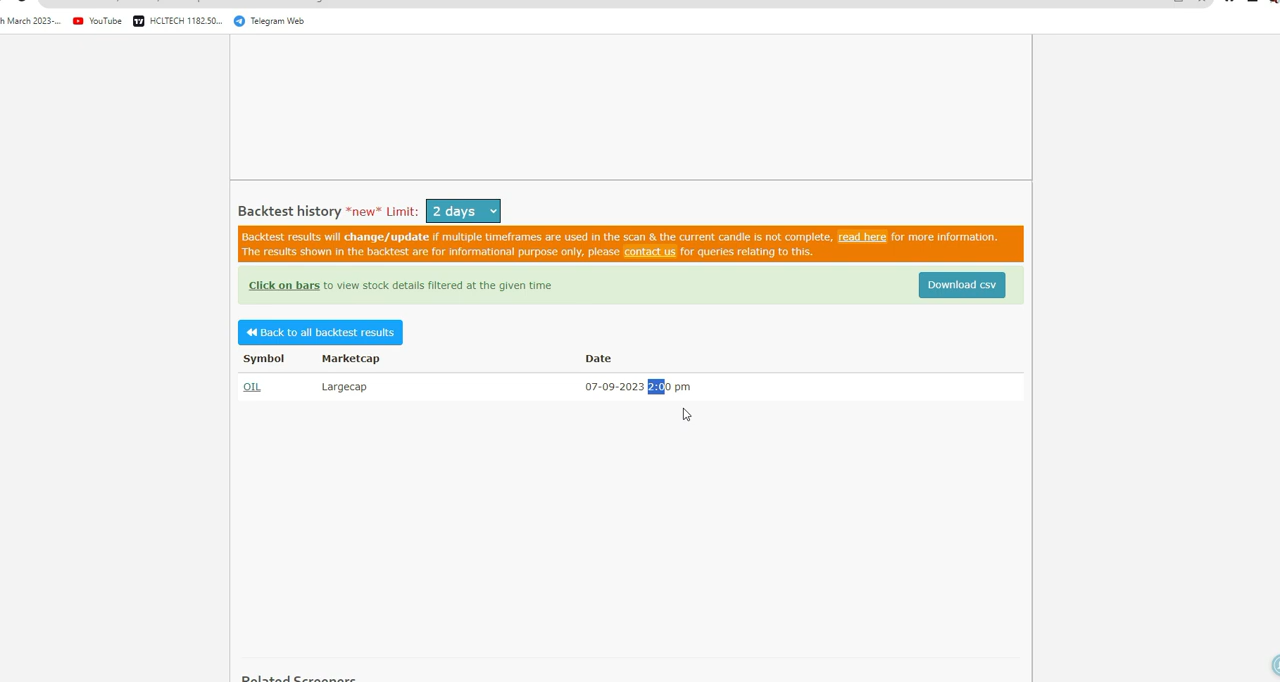 h March 2023-... YouTube HCLTECH 1182.50... Telegram Web
Backtest history *new* Limit: 2 days
Backtest results will change/update if multiple timeframes are used in the scan & the current candle is not complete, read here for more information.
The results shown in the backtest are for informational purpose only, please contact us for queries relating to this.
Click on bars to view stock details filtered at the given time
Download csv
Back to all backtest results
Symbol Marketcap Date
OIL Largecap 07-09-2023 2:00 pm
Related Screeners